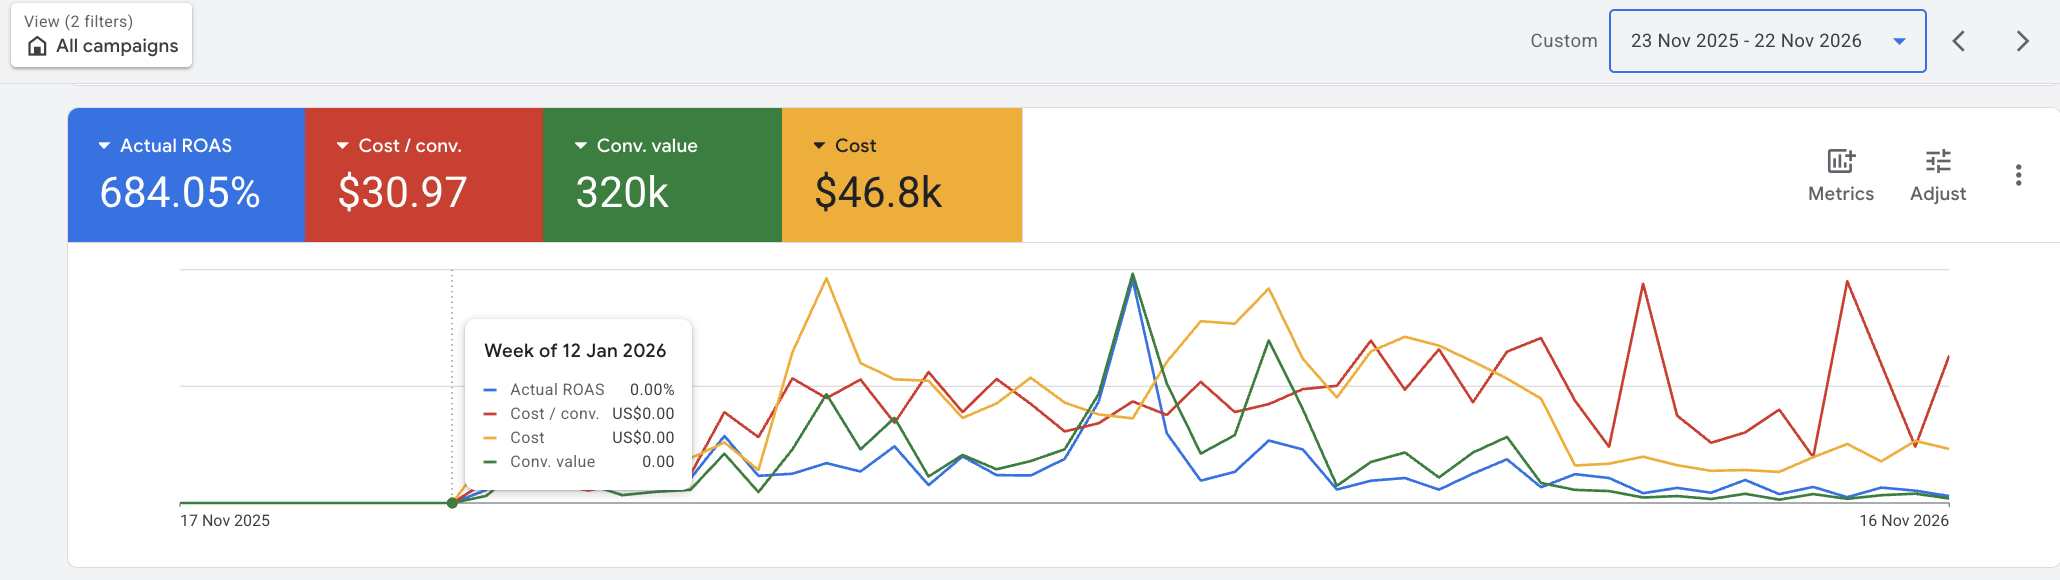 View (2 filters)
All campaigns
Custom
23 Nov 2025 - 22 Nov 2026
Actual ROAS
684.05%
Cost / conv.
$30.97
Conv. value
320k
Cost
$46.8k
Metrics
Adjust
Week of 12 Jan 2026
Actual ROAS 0.00%
Cost / conv. US$0.00
Cost US$0.00
Conv. value 0.00
17 Nov 2025
16 Nov 2026